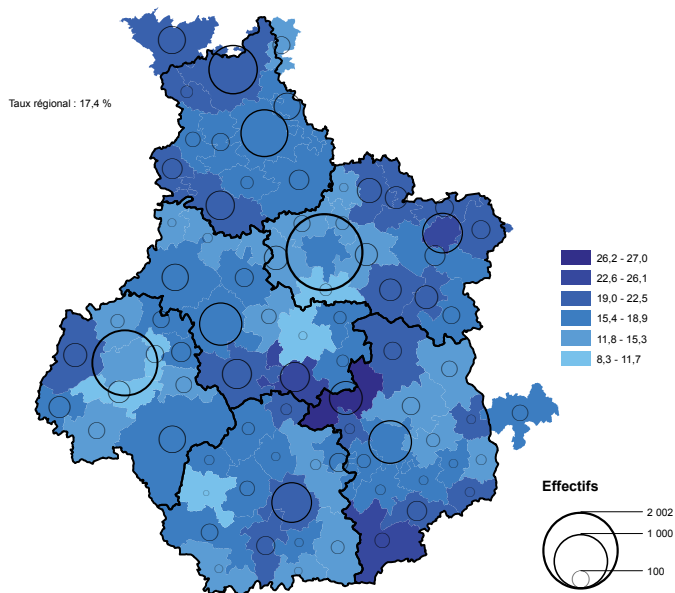 Taux régional : 17,4 %
26,2 - 27,0
22,6 - 26,1
19,0 - 22,5
15,4 - 18,9
11,8 - 15,3
8,3 - 11,7
Effectifs
2 002
1 000
100